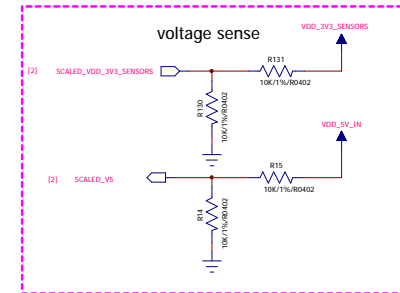 voltage sense
VDD_3V3_SENSORS
[2] SCALED_VDD_3V3_SENSORS
R131
10K/1%/R0402
R130
10K/1%/R0402
VDD_5V_IN
[2] SCALED_V5
R15
10K/1%/R0402
R14
10K/1%/R0402